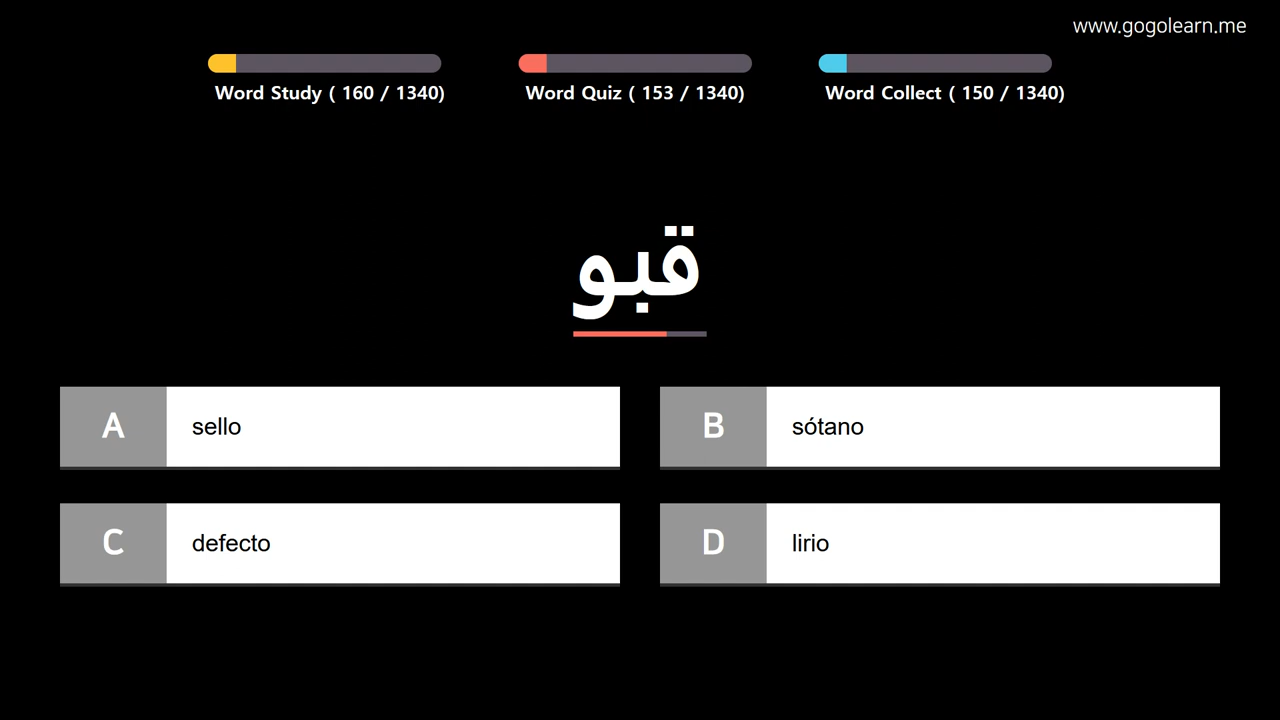 www.gogolearn.me
Word Study ( 160 / 1340)
Word Quiz ( 153 / 1340)
Word Collect ( 150 / 1340)
قبو
A sello
B sótano
C defecto
D lirio